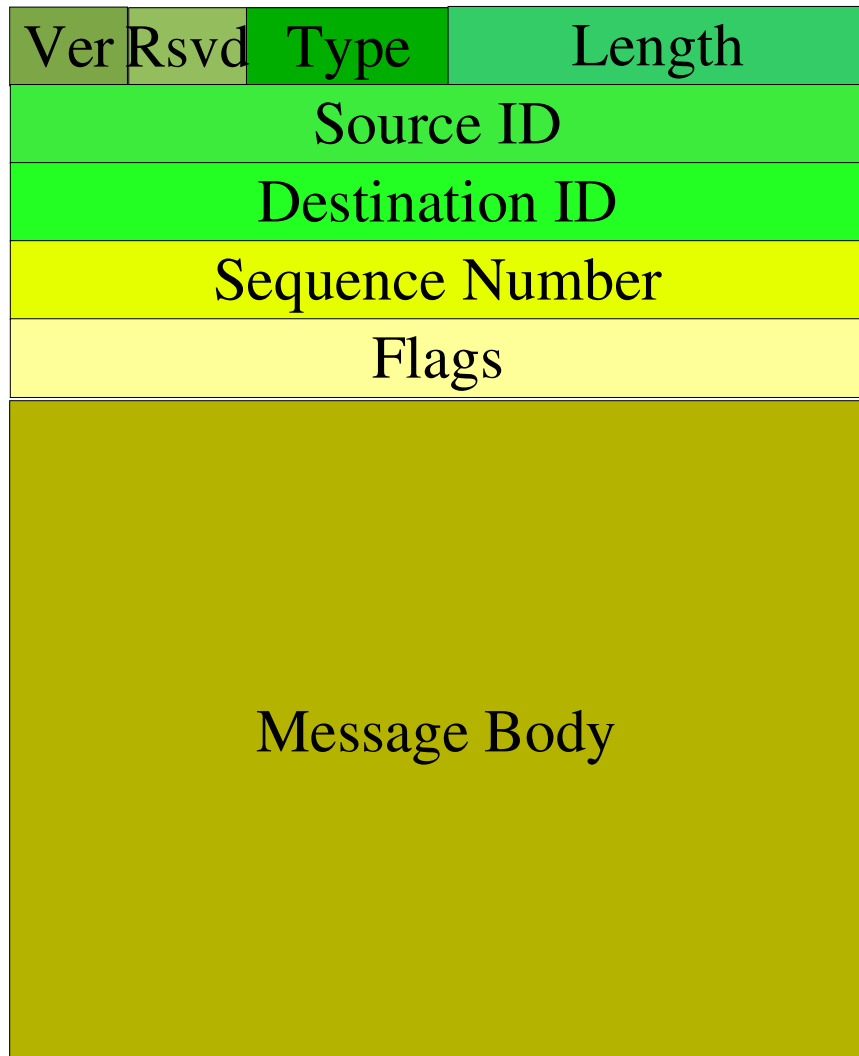 Ver Rsvd Type Length
Source ID
Destination ID
Sequence Number
Flags
Message Body